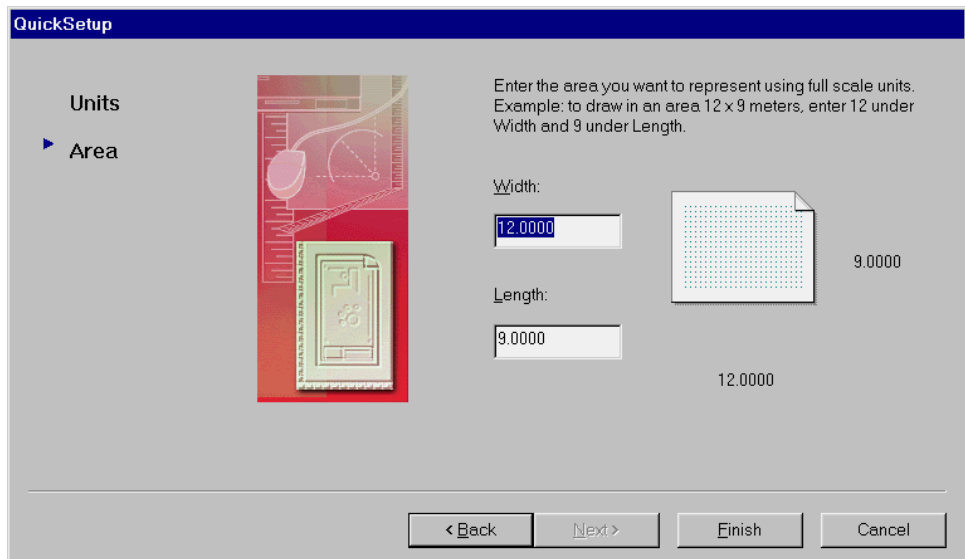 QuickSetup
Units
Area
Enter the area you want to represent using full scale units.
Example: to draw in an area 12 x 9 meters, enter 12 under
Width and 9 under Length.
Width:
12.0000
9.0000
Length:
9.0000
12.0000
< Back
Next >
Finish
Cancel